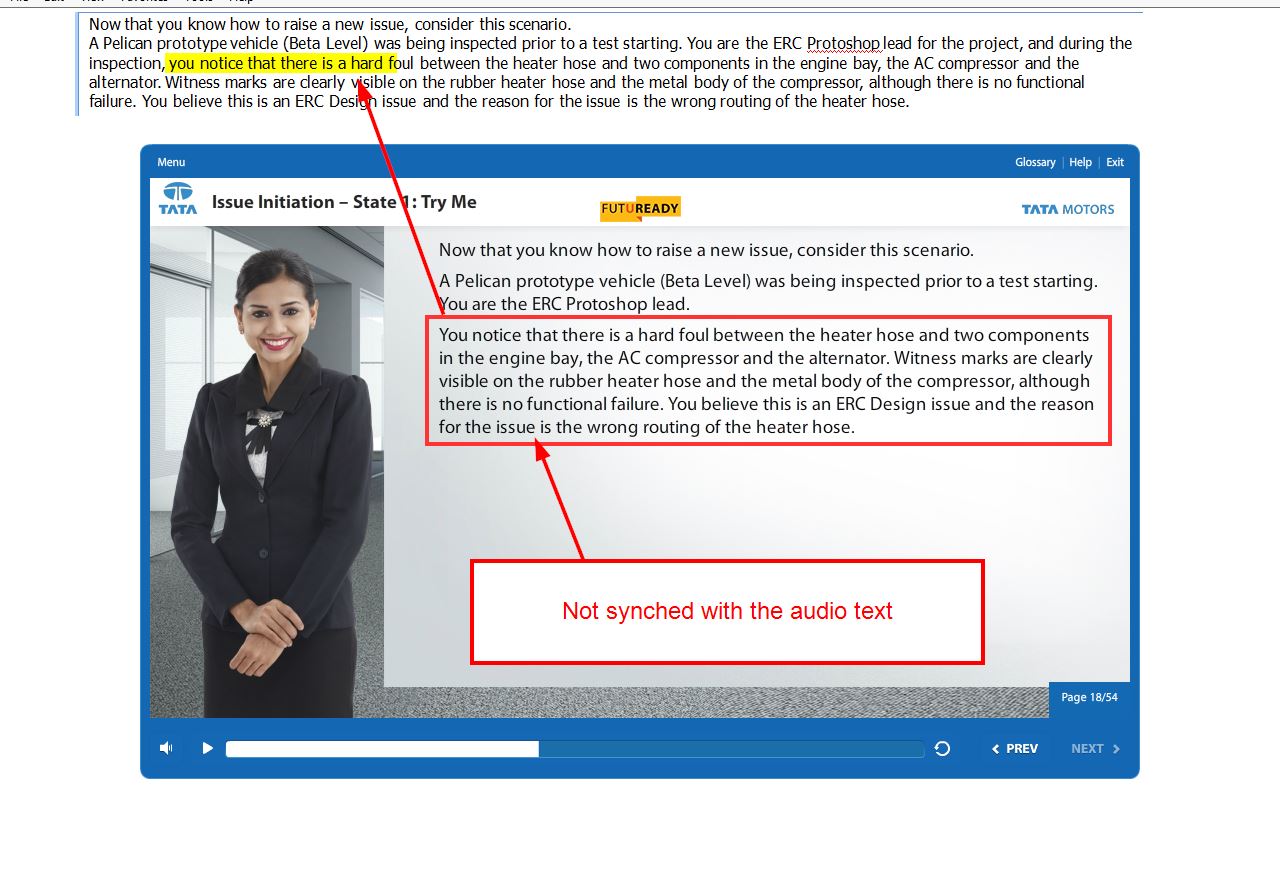 File Edit View Favorites Tools Help
Now that you know how to raise a new issue, consider this scenario.
A Pelican prototype vehicle (Beta Level) was being inspected prior to a test starting. You are the ERC Protoshop lead for the project, and during the
inspection, you notice that there is a hard foul between the heater hose and two components in the engine bay, the AC compressor and the
alternator. Witness marks are clearly visible on the rubber heater hose and the metal body of the compressor, although there is no functional
failure. You believe this is an ERC Design issue and the reason for the issue is the wrong routing of the heater hose.
Menu
Glossary | Help | Exit
TATA
Issue Initiation – State 1: Try Me
FUTUREADY
TATA MOTORS
Now that you know how to raise a new issue, consider this scenario.
A Pelican prototype vehicle (Beta Level) was being inspected prior to a test starting.
You are the ERC Protoshop lead.
You notice that there is a hard foul between the heater hose and two components
in the engine bay, the AC compressor and the alternator. Witness marks are clearly
visible on the rubber heater hose and the metal body of the compressor, although
there is no functional failure. You believe this is an ERC Design issue and the reason
for the issue is the wrong routing of the heater hose.
Not synched with the audio text
Page 18/54
PREV
NEXT